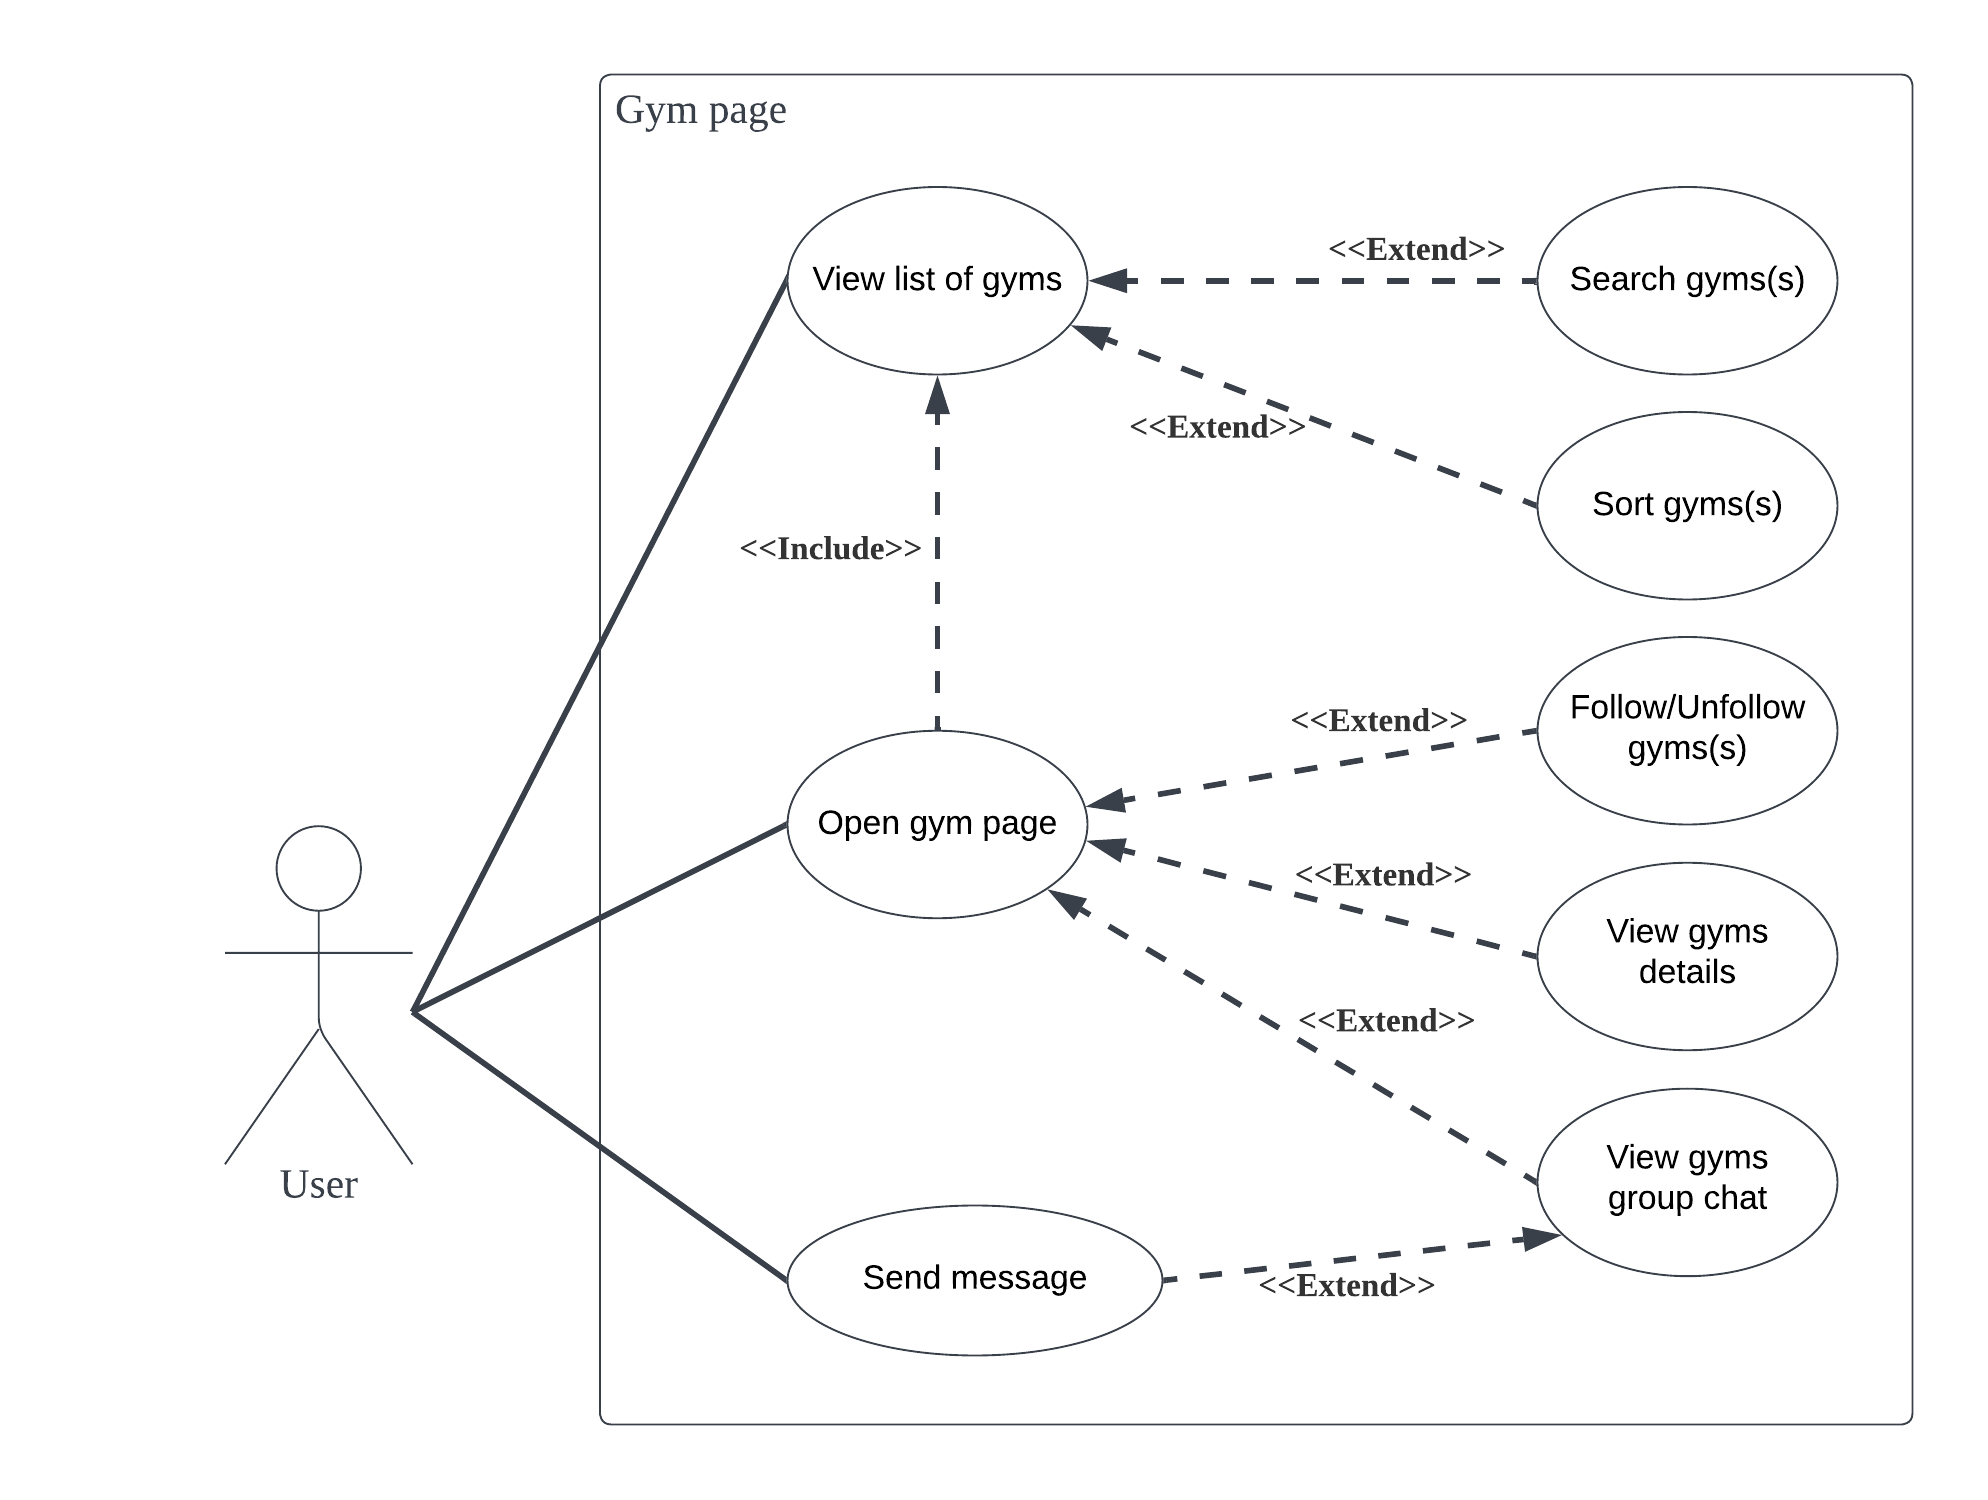 Gym page
View list of gyms
<<Extend>>
Search gyms(s)
<<Extend>>
Sort gyms(s)
<<Include>>
Open gym page
<<Extend>>
Follow/Unfollow
gyms(s)
<<Extend>>
View gyms
details
<<Extend>>
View gyms
group chat
User
Send message
<<Extend>>